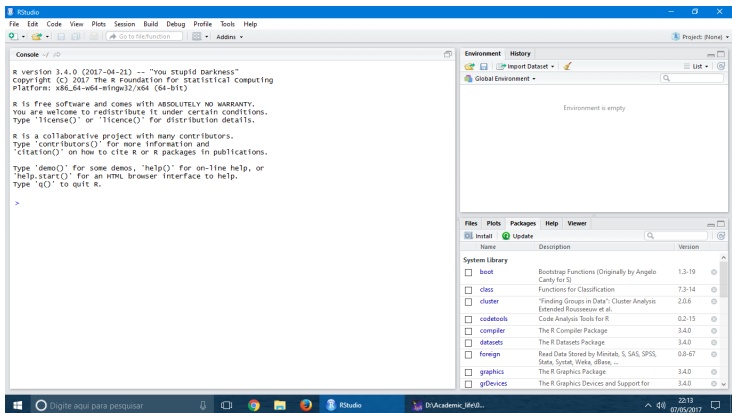 RStudio
File Edit Code View Plots Session Build Debug Profile Tools Help
Go to file/function Addins Project: (None)
Console ~/
R version 3.4.0 (2017-04-21) -- "You Stupid Darkness"
Copyright (C) 2017 The R Foundation for Statistical Computing
Platform: x86_64-w64-mingw32/x64 (64-bit)
R is free software and comes with ABSOLUTELY NO WARRANTY.
You are welcome to redistribute it under certain conditions.
Type 'license()' or 'licence()' for distribution details.
R is a collaborative project with many contributors.
Type 'contributors()' for more information and
'citation()' on how to cite R or R packages in publications.
Type 'demo()' for some demos, 'help()' for on-line help, or
'help.start()' for an HTML browser interface to help.
Type 'q()' to quit R.
>
Environment History
Import Dataset List
Global Environment
Environment is empty
Files Plots Packages Help Viewer
Install Update
Name Description Version
System Library
boot Bootstrap Functions (Originally by Angelo 1.3-19
Canty for S)
class Functions for Classification 7.3-14
cluster "Finding Groups in Data": Cluster Analysis 2.0.6
Extended Rousseeuw et al.
codetools Code Analysis Tools for R 0.2-15
compiler The R Compiler Package 3.4.0
datasets The R Datasets Package 3.4.0
foreign Read Data Stored by Minitab, S, SAS, SPSS, 0.8-67
Stata, Systat, Weka, dBase, ...
graphics The R Graphics Package 3.4.0
grDevices The R Graphics Devices and Support for 3.4.0
Digite aqui para pesquisar RStudio D:\Academic_life\0... 22:13
07/05/2017